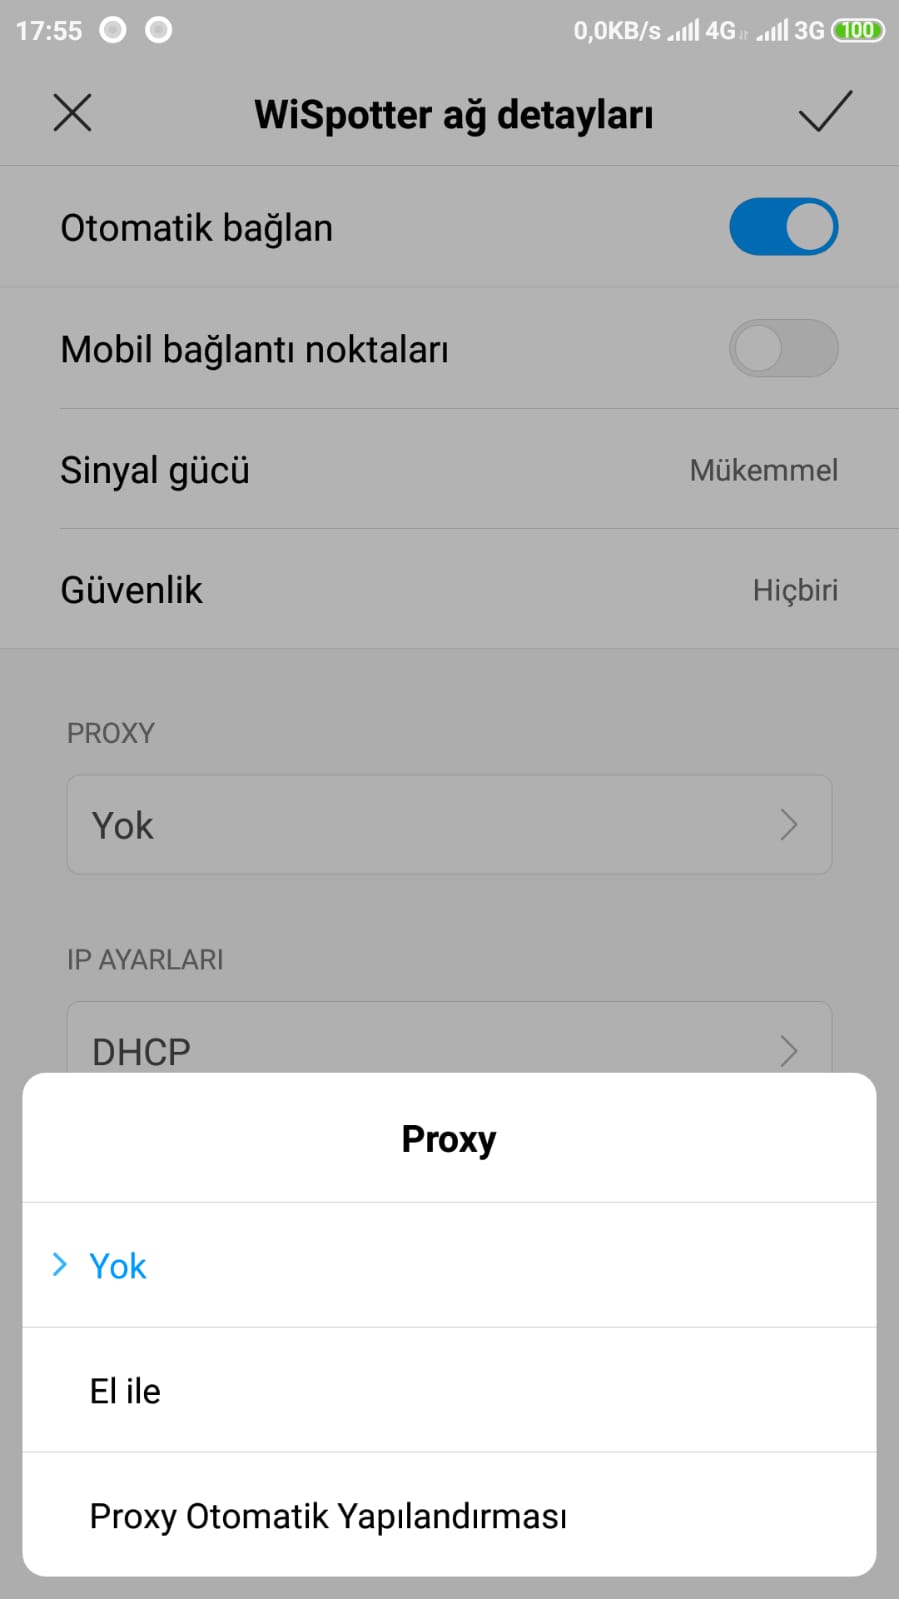 17:55 0,0KB/s 4G 3G 100
WiSpotter ağ detayları
Otomatik bağlan
Mobil bağlantı noktaları
Sinyal gücü Mükemmel
Güvenlik Hiçbiri
PROXY
Yok
IP AYARLARI
DHCP
Proxy
Yok
El ile
Proxy Otomatik Yapılandırması